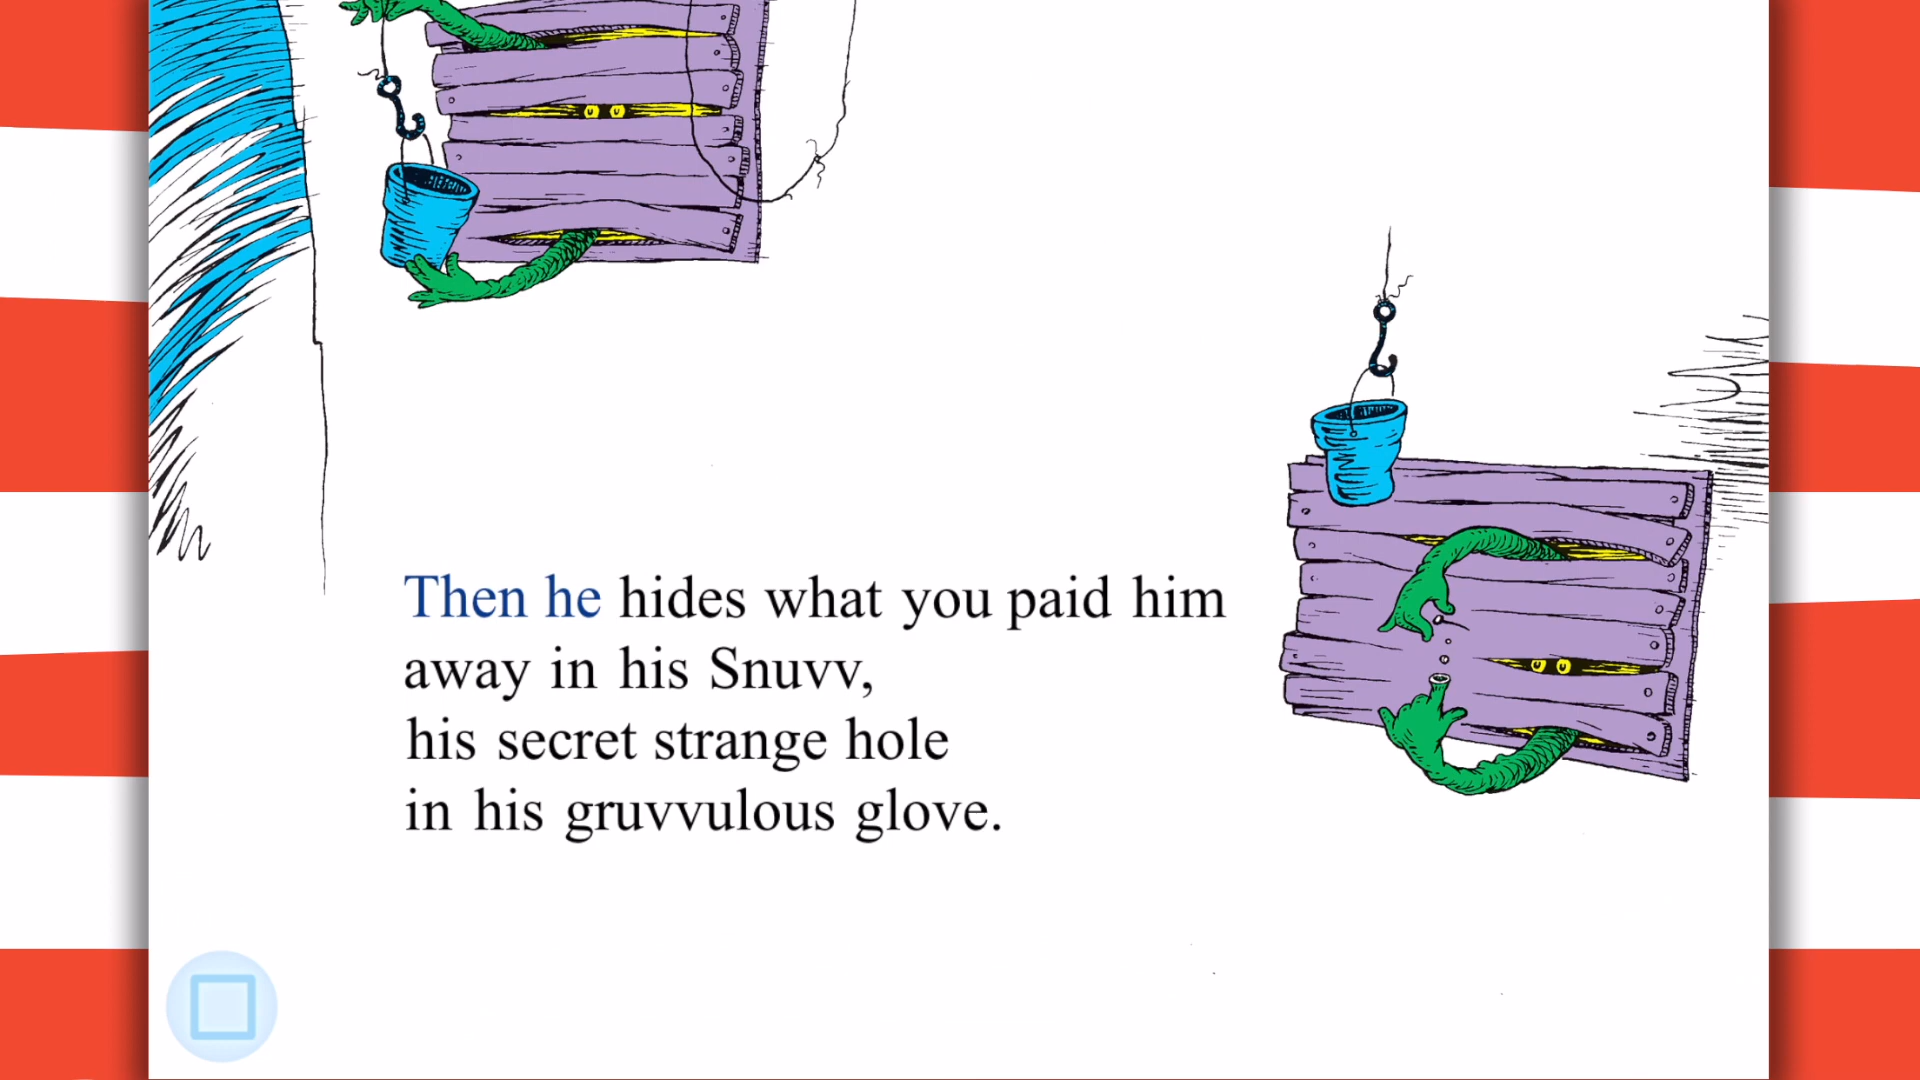 Then he hides what you paid him
away in his Snuvv,
his secret strange hole
in his gruvvulous glove.